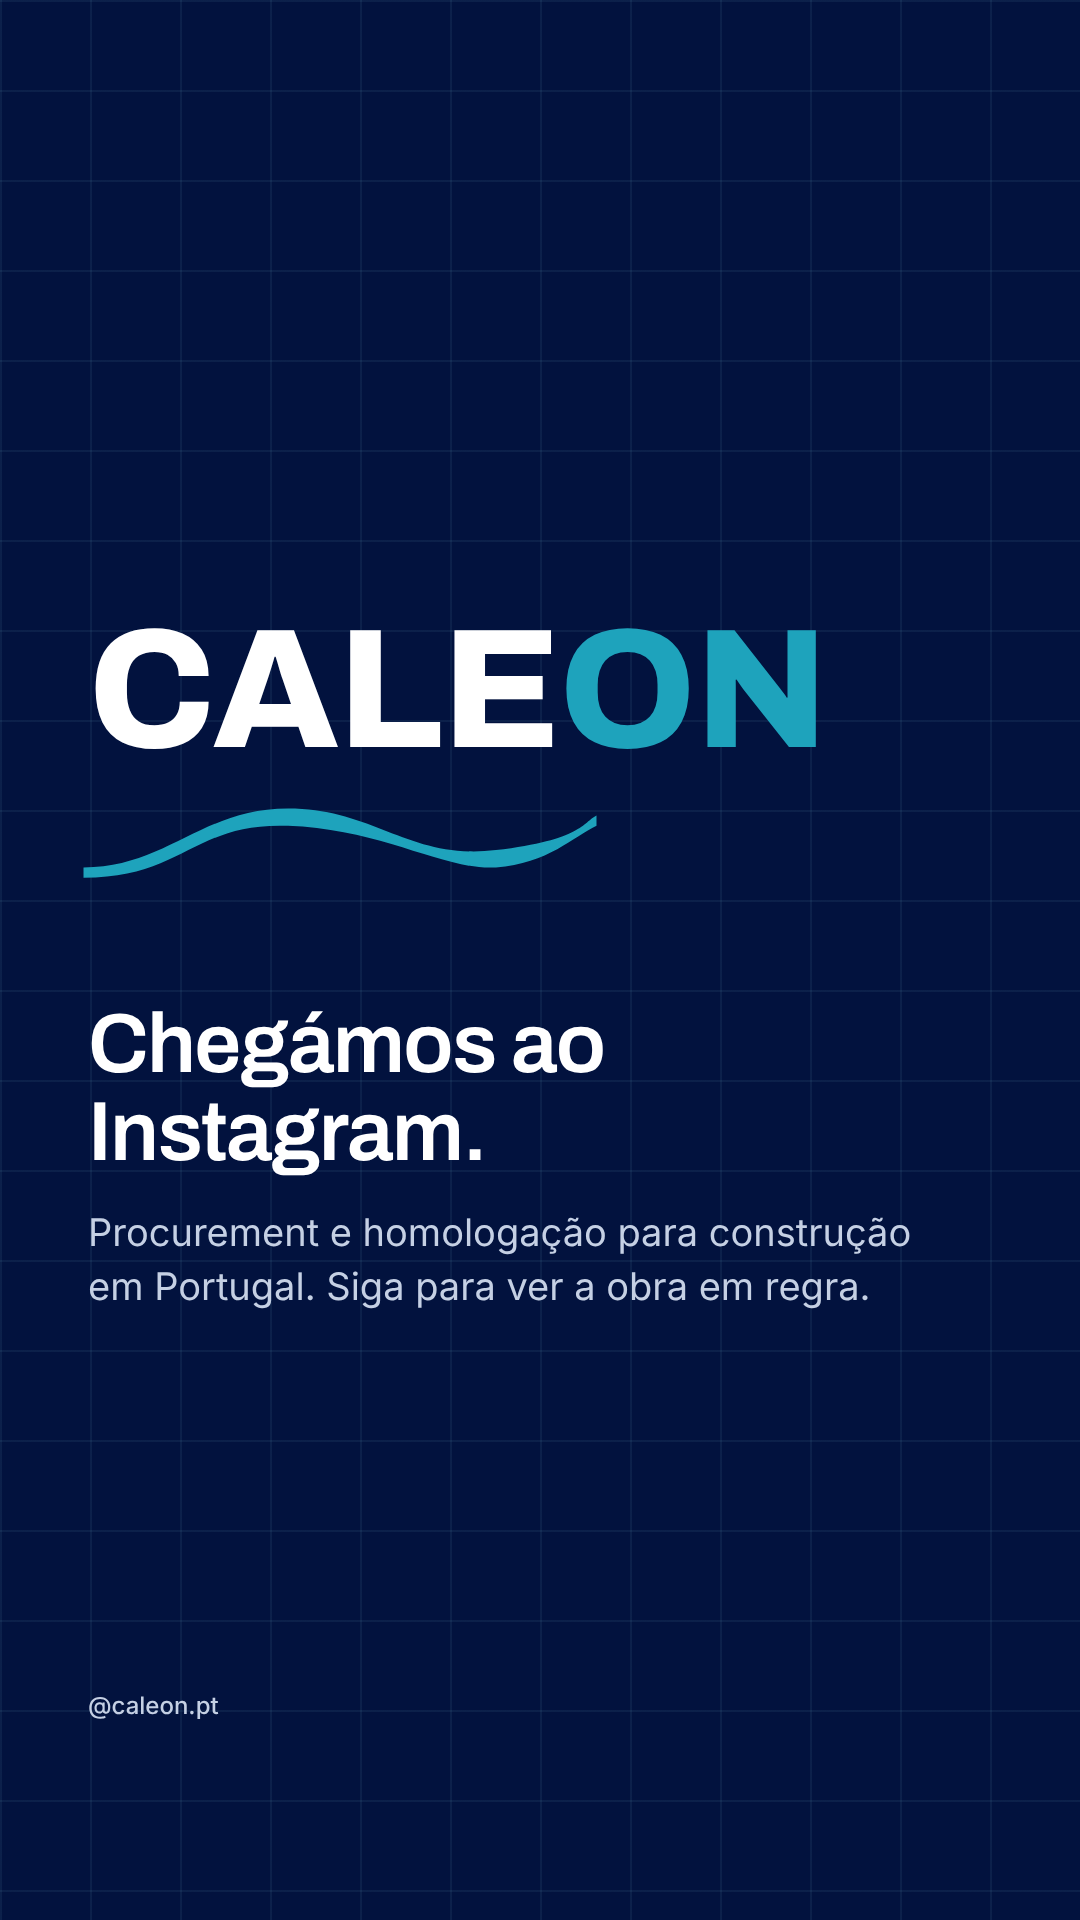 CALEON
Chegámos ao
Instagram.
Procurement e homologação para construção
em Portugal. Siga para ver a obra em regra.
@caleon.pt